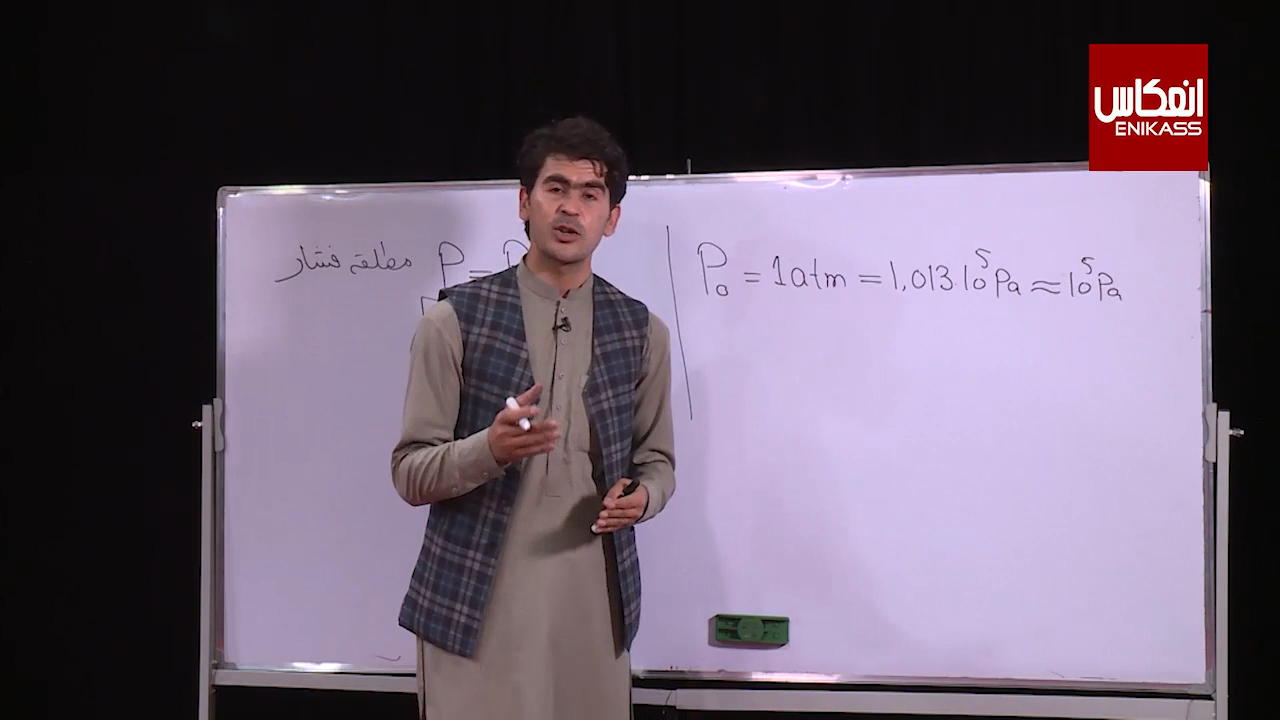 انعکاس
ENIKASS
مطلقه فشار P = P
P₀ = 1atm = 1,013·10⁵Pa ≈ 10⁵Pa